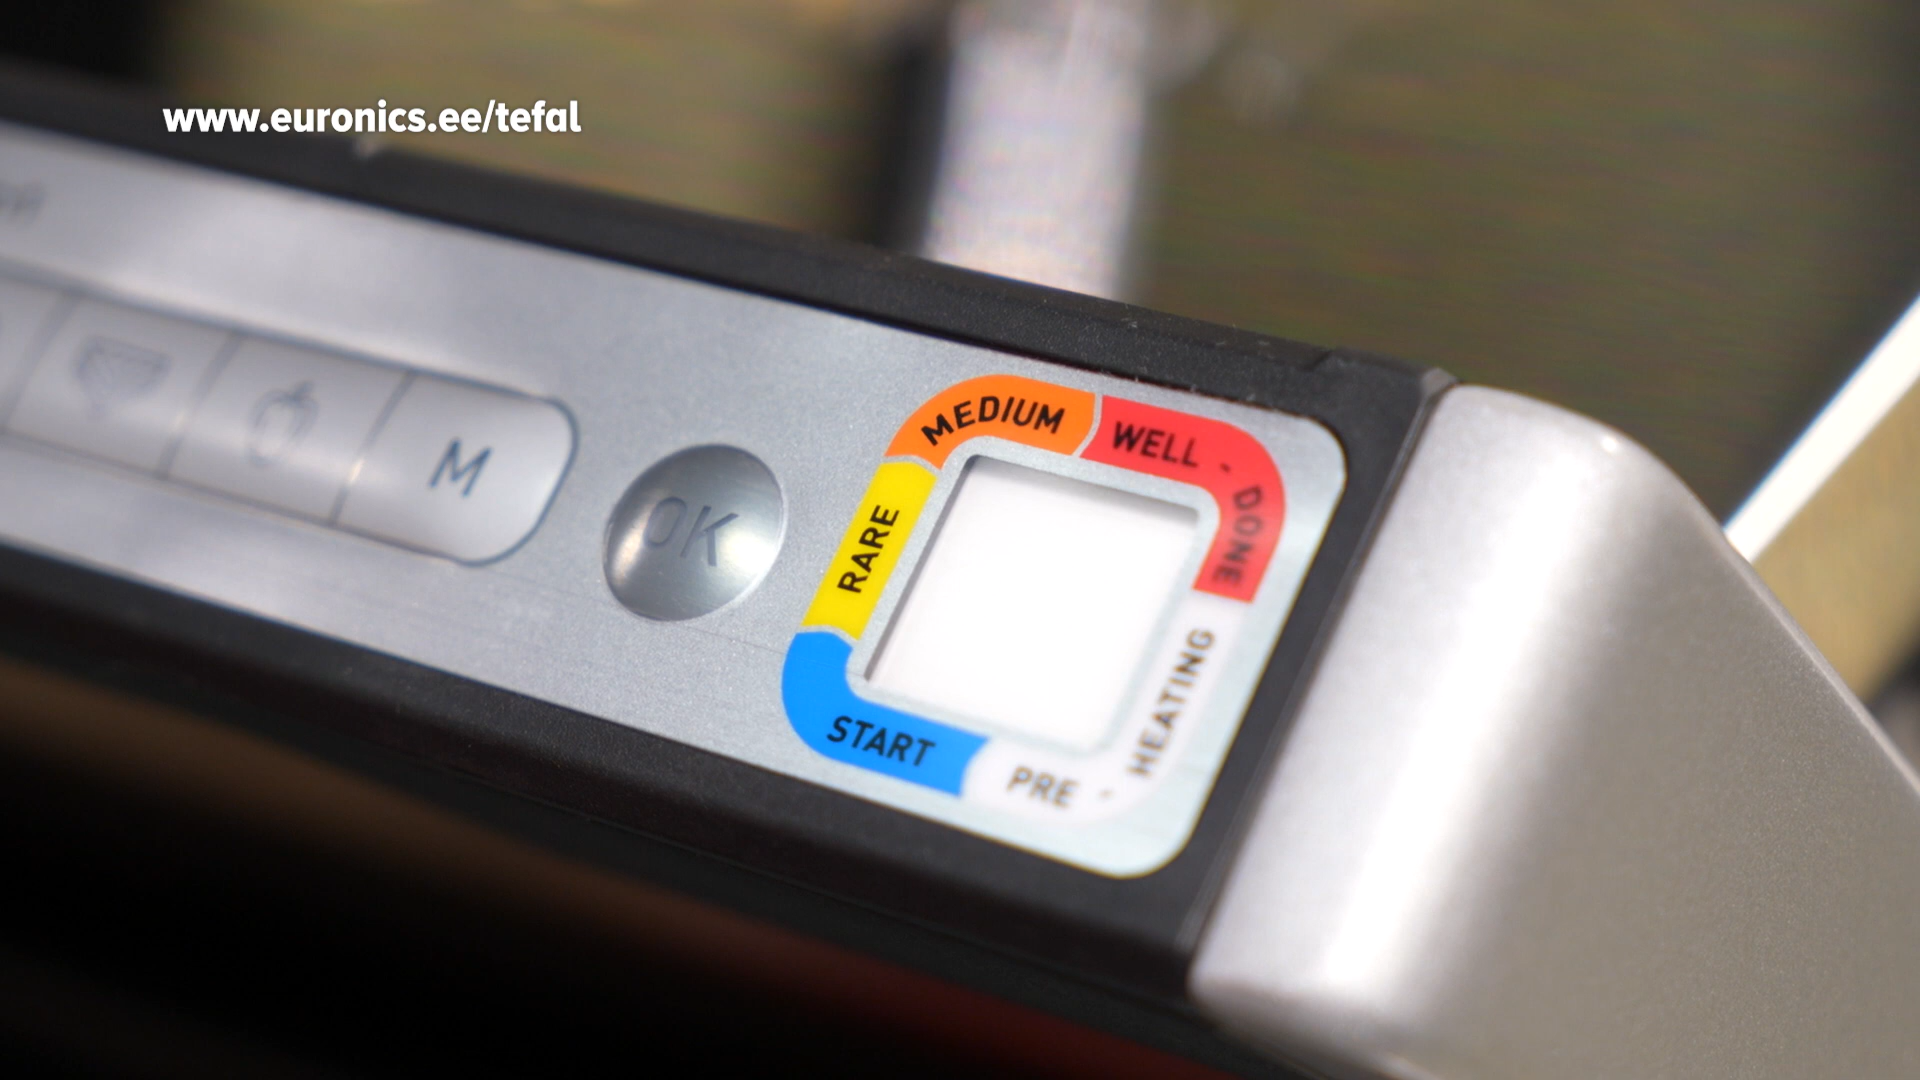 www.euronics.ee/tefal
M
OK
START
RARE
MEDIUM
WELL - DONE
PRE - HEATING